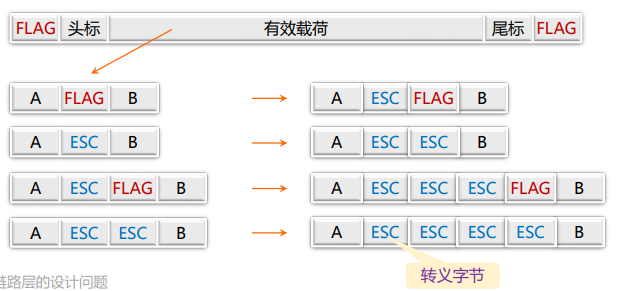 FLAG 头标 有效载荷 尾标 FLAG
A FLAG B A ESC FLAG B
A ESC B A ESC ESC B
A ESC FLAG B A ESC ESC ESC FLAG B
A ESC ESC B A ESC ESC ESC ESC B
转义字节
链路层的设计问题